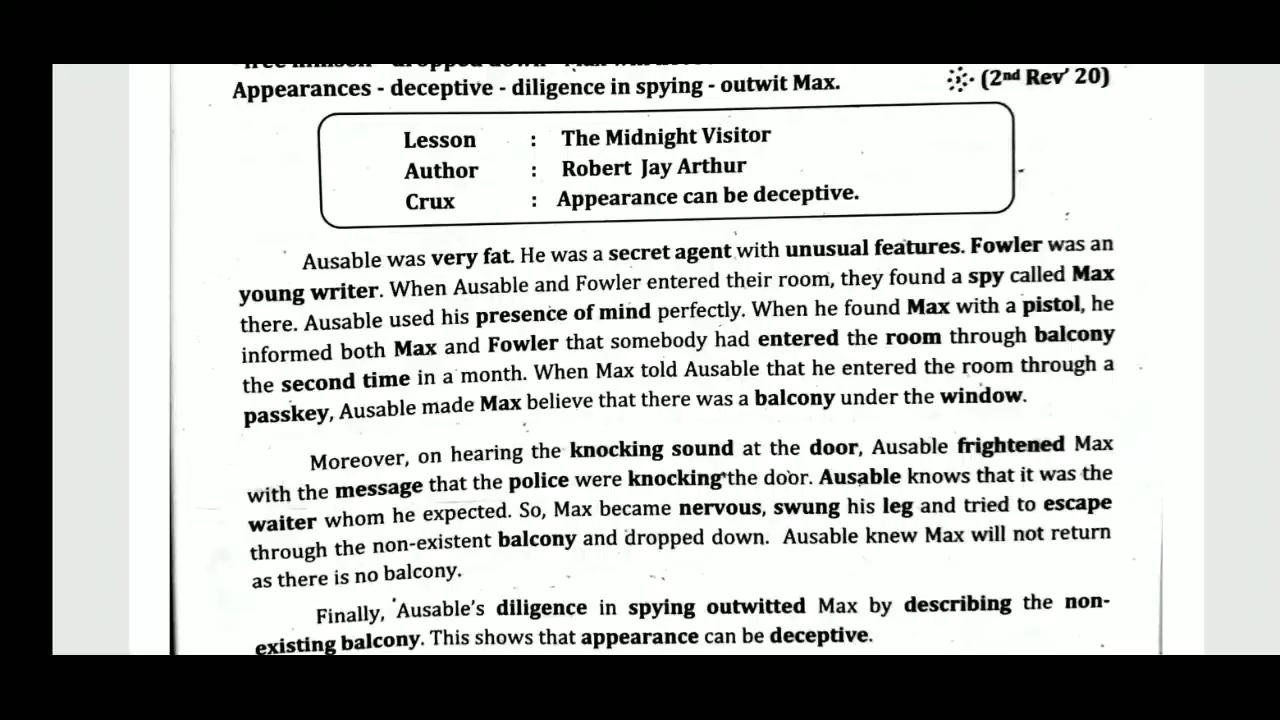 Appearances - deceptive - diligence in spying - outwit Max. (2nd Rev' 20)
Lesson : The Midnight Visitor
Author : Robert Jay Arthur
Crux : Appearance can be deceptive.
Ausable was very fat. He was a secret agent with unusual features. Fowler was an
young writer. When Ausable and Fowler entered their room, they found a spy called Max
there. Ausable used his presence of mind perfectly. When he found Max with a pistol, he
informed both Max and Fowler that somebody had entered the room through balcony
the second time in a month. When Max told Ausable that he entered the room through a
passkey, Ausable made Max believe that there was a balcony under the window.
Moreover, on hearing the knocking sound at the door, Ausable frightened Max
with the message that the police were knocking the door. Ausable knows that it was the
waiter whom he expected. So, Max became nervous, swung his leg and tried to escape
through the non-existent balcony and dropped down. Ausable knew Max will not return
as there is no balcony.
Finally, Ausable's diligence in spying outwitted Max by describing the non-
existing balcony. This shows that appearance can be deceptive.